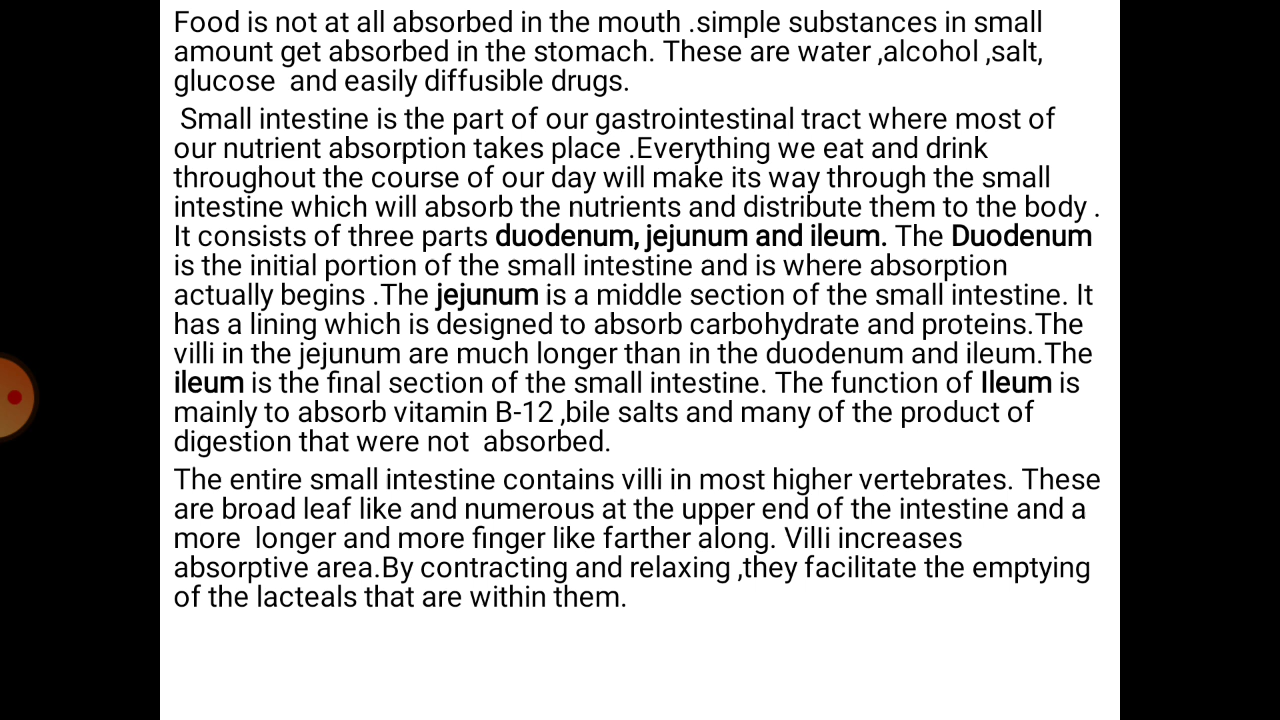 Food is not at all absorbed in the mouth .simple substances in small
amount get absorbed in the stomach. These are water ,alcohol ,salt,
glucose  and easily diffusible drugs.
Small intestine is the part of our gastrointestinal tract where most of
our nutrient absorption takes place .Everything we eat and drink
throughout the course of our day will make its way through the small
intestine which will absorb the nutrients and distribute them to the body .
It consists of three parts duodenum, jejunum and ileum. The Duodenum
is the initial portion of the small intestine and is where absorption
actually begins .The jejunum is a middle section of the small intestine. It
has a lining which is designed to absorb carbohydrate and proteins.The
villi in the jejunum are much longer than in the duodenum and ileum.The
ileum is the final section of the small intestine. The function of Ileum is
mainly to absorb vitamin B-12 ,bile salts and many of the product of
digestion that were not  absorbed.
The entire small intestine contains villi in most higher vertebrates. These
are broad leaf like and numerous at the upper end of the intestine and a
more  longer and more finger like farther along. Villi increases
absorptive area.By contracting and relaxing ,they facilitate the emptying
of the lacteals that are within them.